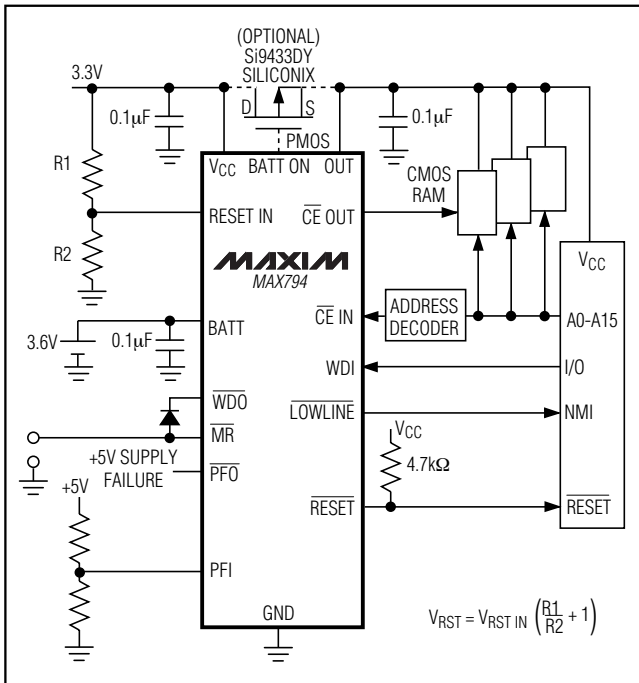 (OPTIONAL)
Si9433DY
SILICONIX
3.3V
D S
0.1µF
0.1µF
PMOS
R1
VCC BATT ON OUT
CMOS
RAM
RESET IN
CE OUT
R2
MAXIM
MAX794
VCC
BATT
CE IN
ADDRESS
DECODER
A0-A15
3.6V
0.1µF
WDI
I/O
WDO
LOWLINE
NMI
MR
VCC
+5V SUPPLY
FAILURE
PFO
4.7kΩ
+5V
RESET
RESET
PFI
GND
VRST = VRST IN (R1/R2 + 1)